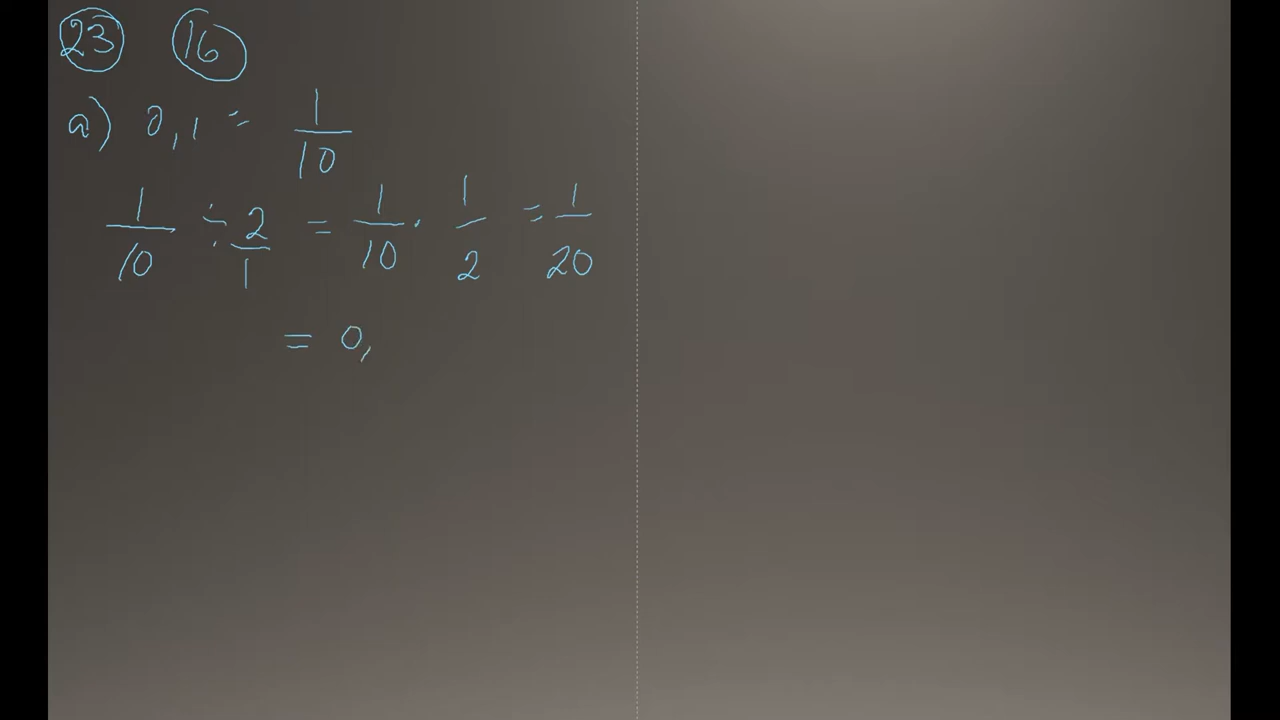 23 16
a) 0,1 = 1/10
1/10 ÷ 2/1 = 1/10 · 1/2 = 1/20
= 0,